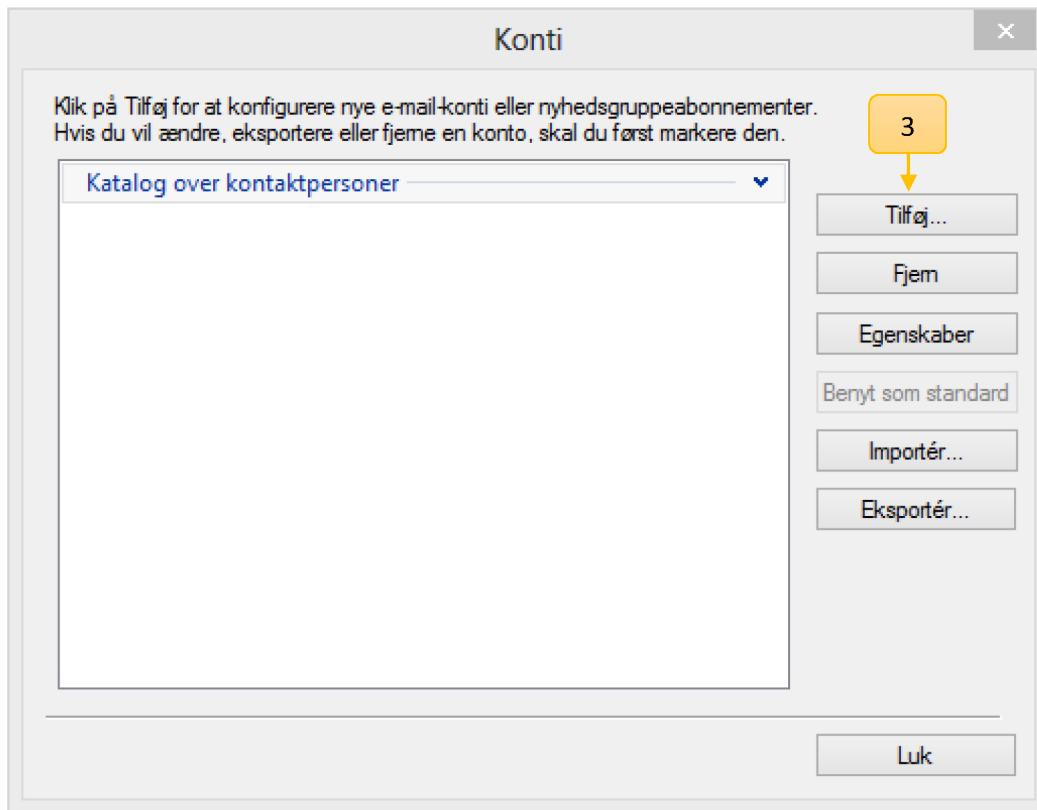 Konti
Klik på Tilføj for at konfigurere nye e-mail-konti eller nyhedsgruppeabonnementer.
Hvis du vil ændre, eksportere eller fjerne en konto, skal du først markere den.
3
Katalog over kontaktpersoner
Tilføj...
Fjern
Egenskaber
Benyt som standard
Importér...
Eksportér...
Luk